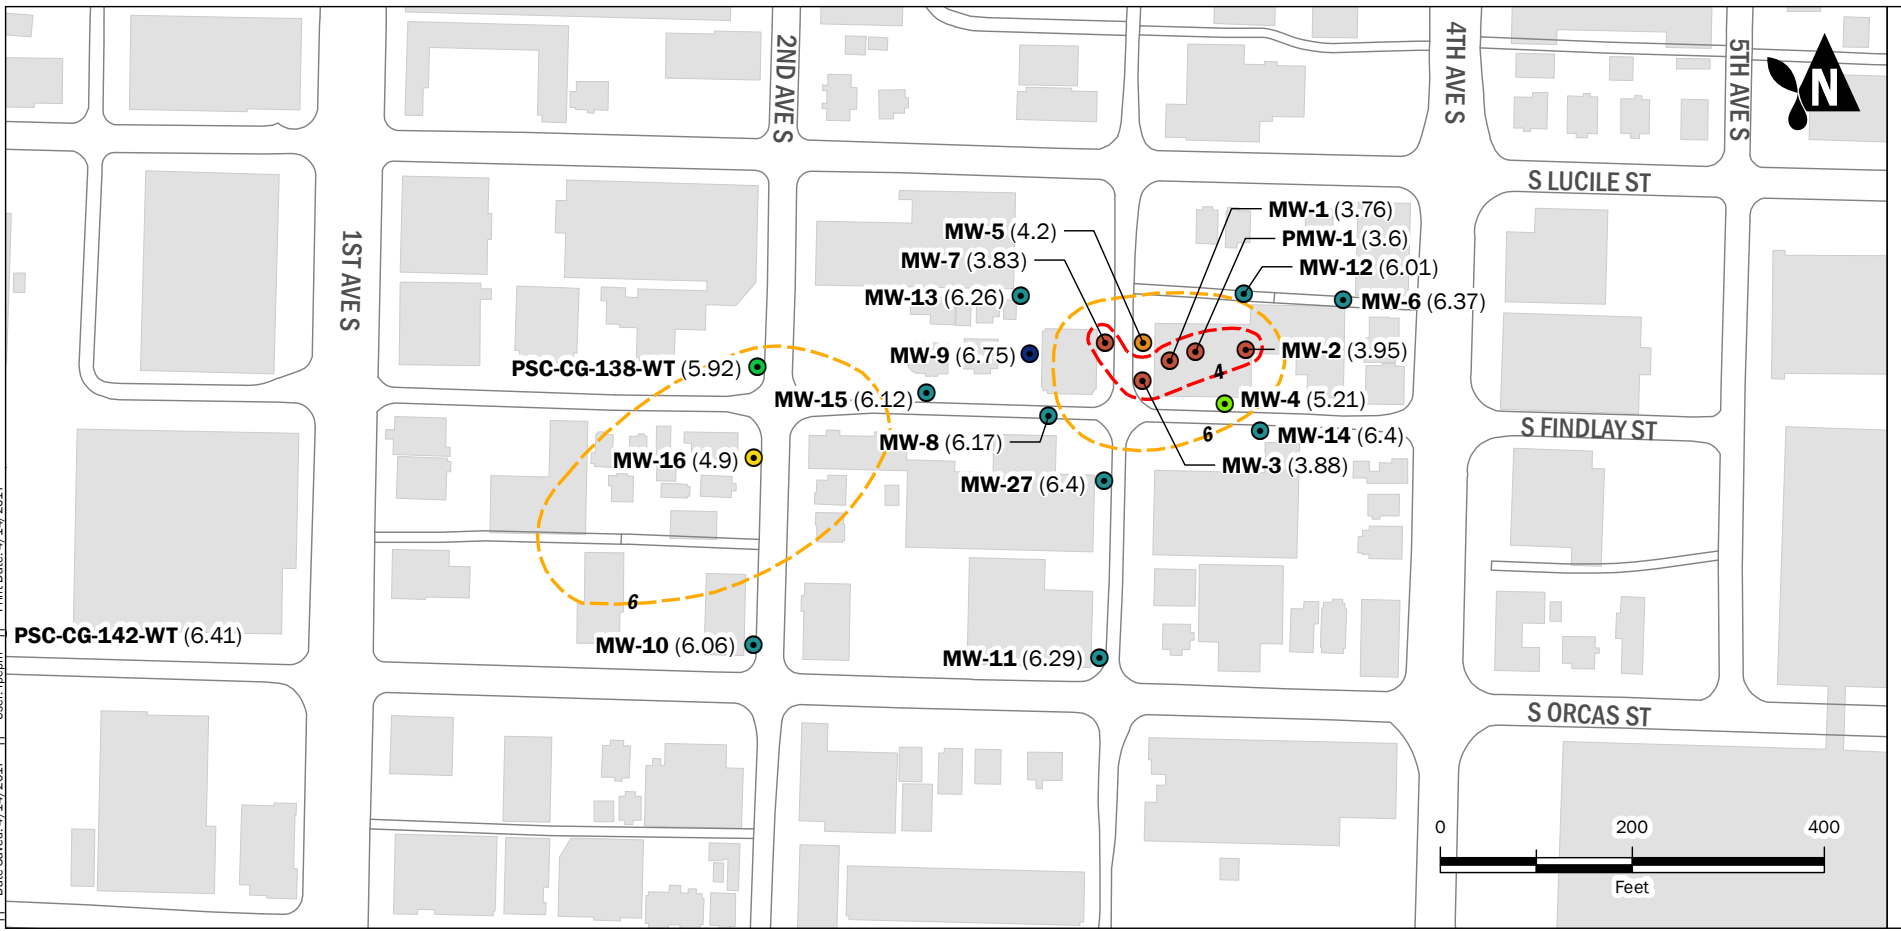 2ND AVE S
4TH AVE S
5TH AVE S
N
S LUCILE ST
MW-1 (3.76)
MW-5 (4.2)
PMW-1 (3.6)
MW-7 (3.83)
MW-12 (6.01)
1ST AVE S
MW-13 (6.26)
MW-6 (6.37)
MW-9 (6.75)
MW-2 (3.95)
PSC-CG-138-WT (5.92)
4
MW-15 (6.12)
MW-4 (5.21)
S FINDLAY ST
MW-8 (6.17)
6
MW-14 (6.4)
MW-16 (4.9)
MW-3 (3.88)
MW-27 (6.4)
6
PSC-CG-142-WT (6.41)
MW-10 (6.06)
MW-11 (6.29)
S ORCAS ST
0 200 400
Feet